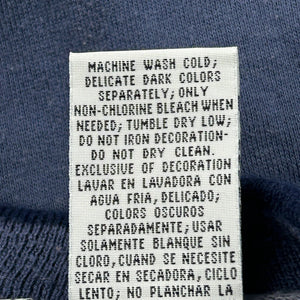 MACHINE WASH COLD;
DELICATE DARK COLORS
SEPARATELY; ONLY
NON-CHLORINE BLEACH WHEN
NEEDED; TUMBLE DRY LOW;
DO NOT IRON DECORATION-
DO NOT DRY CLEAN.
EXCLUSIVE OF DECORATION
LAVAR EN LAVADORA CON
AGUA FRIA, DELICADO;
COLORS OSCUROS
SEPARADAMENTE; USAR
SOLAMENTE BLANQUE SIN
CLORO, CUANDO SE NECESITE
SECAR EN SECADORA, CICLO
LENTO; NO PLANCHAR LA